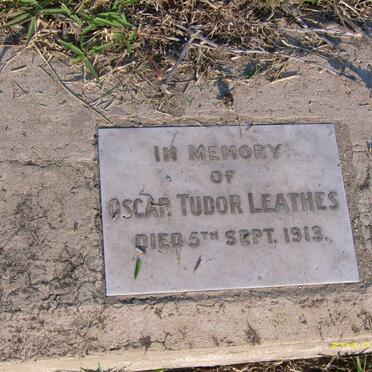 IN MEMORY
OF
OSCAR TUDOR LEATHES
DIED 5TH SEPT. 1913.